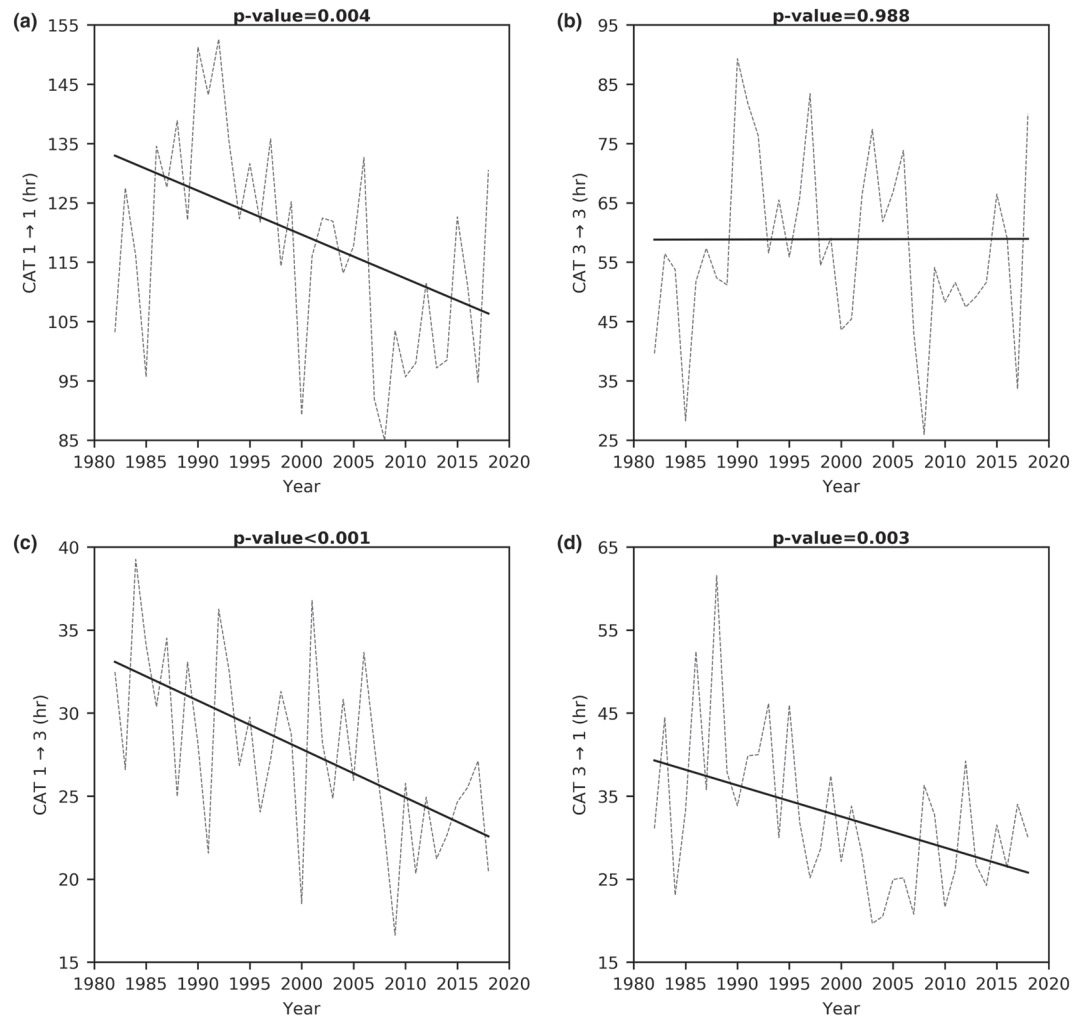 (a)
p-value=0.004
155
145
135
125
115
105
95
85
CAT 1 → 1 (hr)
1980 1985 1990 1995 2000 2005 2010 2015 2020
Year
(b)
p-value=0.988
95
85
75
65
55
45
35
25
CAT 3 → 3 (hr)
1980 1985 1990 1995 2000 2005 2010 2015 2020
Year
(c)
p-value<0.001
40
35
30
25
20
15
CAT 1 → 3 (hr)
1980 1985 1990 1995 2000 2005 2010 2015 2020
Year
(d)
p-value=0.003
65
55
45
35
25
15
CAT 3 → 1 (hr)
1980 1985 1990 1995 2000 2005 2010 2015 2020
Year